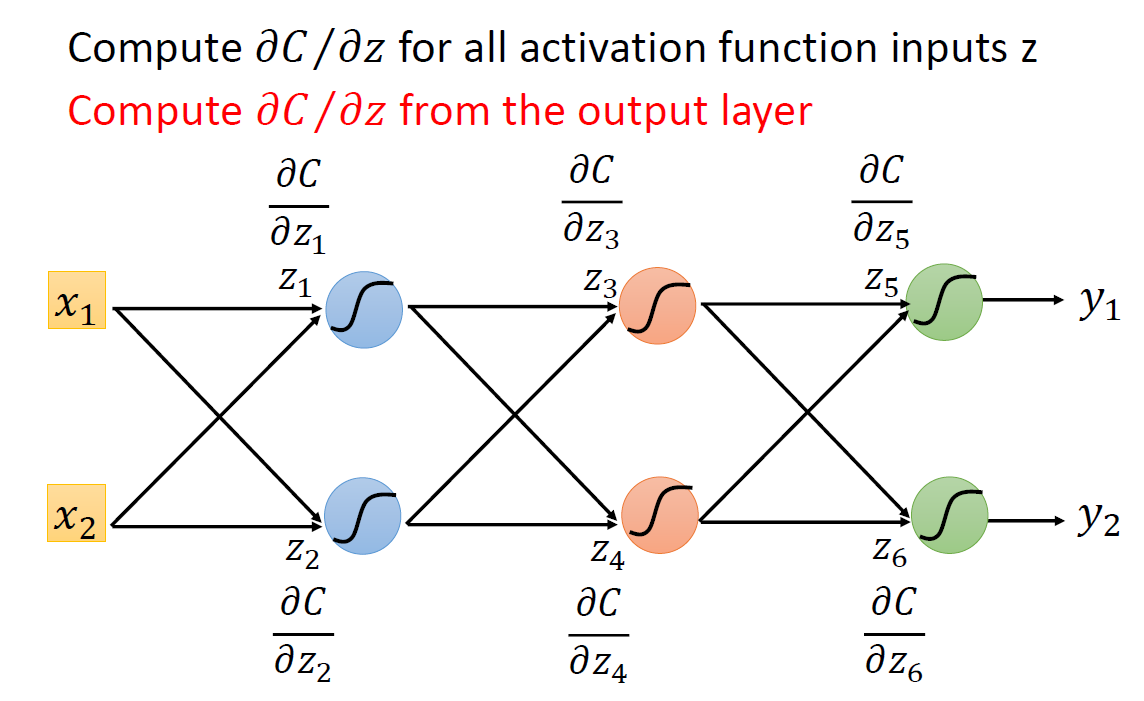 Compute ∂C/∂z for all activation function inputs z
Compute ∂C/∂z from the output layer
∂C/∂z₁
∂C/∂z₃
∂C/∂z₅
z₁
z₃
z₅
x₁
y₁
x₂
y₂
z₂
z₄
z₆
∂C/∂z₂
∂C/∂z₄
∂C/∂z₆